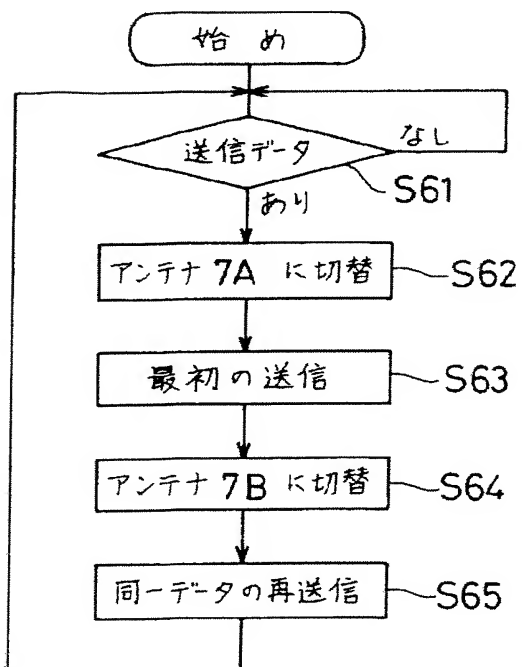 始め
送信データ
なし
S61
あり
アンテナ 7A に切替
S62
最初の送信
S63
アンテナ 7B に切替
S64
同一データの再送信
S65